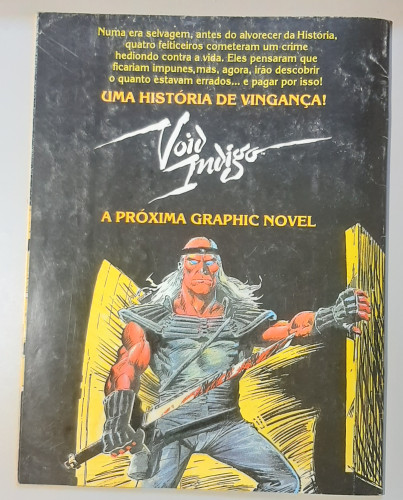 Numa era selvagem, antes do alvorecer da História,
quatro feiticeiros cometeram um crime
hediondo contra a vida. Eles pensaram que
ficariam impunes, mas, agora, irão descobrir
o quanto estavam errados... e pagar por isso!
UMA HISTÓRIA DE VINGANÇA!
Void
Indigo
A PRÓXIMA GRAPHIC NOVEL